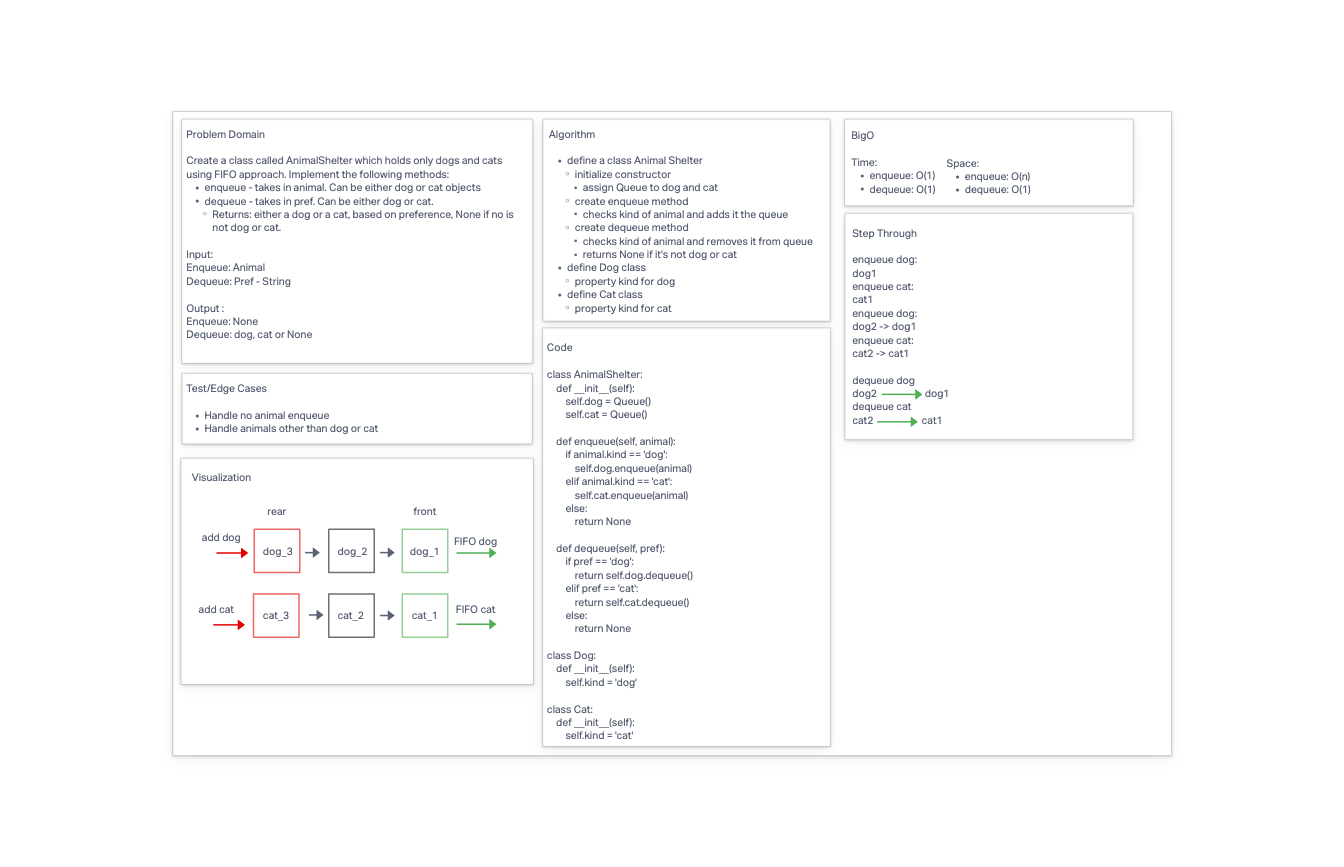 Problem Domain
Create a class called AnimalShelter which holds only dogs and cats
using FIFO approach. Implement the following methods:
• enqueue - takes in animal. Can be either dog or cat objects
• dequeue - takes in pref. Can be either dog or cat.
◦ Returns: either a dog or a cat, based on preference, None if no is
not dog or cat.
Input:
Enqueue: Animal
Dequeue: Pref - String
Output :
Enqueue: None
Dequeue: dog, cat or None
Test/Edge Cases
• Handle no animal enqueue
• Handle animals other than dog or cat
Visualization
rear front
add dog dog_3 dog_2 dog_1 FIFO dog
add cat cat_3 cat_2 cat_1 FIFO cat
Algorithm
• define a class Animal Shelter
◦ initialize constructor
▪ assign Queue to dog and cat
◦ create enqueue method
▪ checks kind of animal and adds it the queue
◦ create dequeue method
▪ checks kind of animal and removes it from queue
▪ returns None if it's not dog or cat
• define Dog class
◦ property kind for dog
• define Cat class
◦ property kind for cat
Code
class AnimalShelter:
def __init__(self):
self.dog = Queue()
self.cat = Queue()
def enqueue(self, animal):
if animal.kind == 'dog':
self.dog.enqueue(animal)
elif animal.kind == 'cat':
self.cat.enqueue(animal)
else:
return None
def dequeue(self, pref):
if pref == 'dog':
return self.dog.dequeue()
elif pref == 'cat':
return self.cat.dequeue()
else:
return None
class Dog:
def __init__(self):
self.kind = 'dog'
class Cat:
def __init__(self):
self.kind = 'cat'
BigO
Time:
• enqueue: O(1)
• dequeue: O(1)
Space:
• enqueue: O(n)
• dequeue: O(1)
Step Through
enqueue dog:
dog1
enqueue cat:
cat1
enqueue dog:
dog2 -> dog1
enqueue cat:
cat2 -> cat1
dequeue dog
dog2 dog1
dequeue cat
cat2 cat1